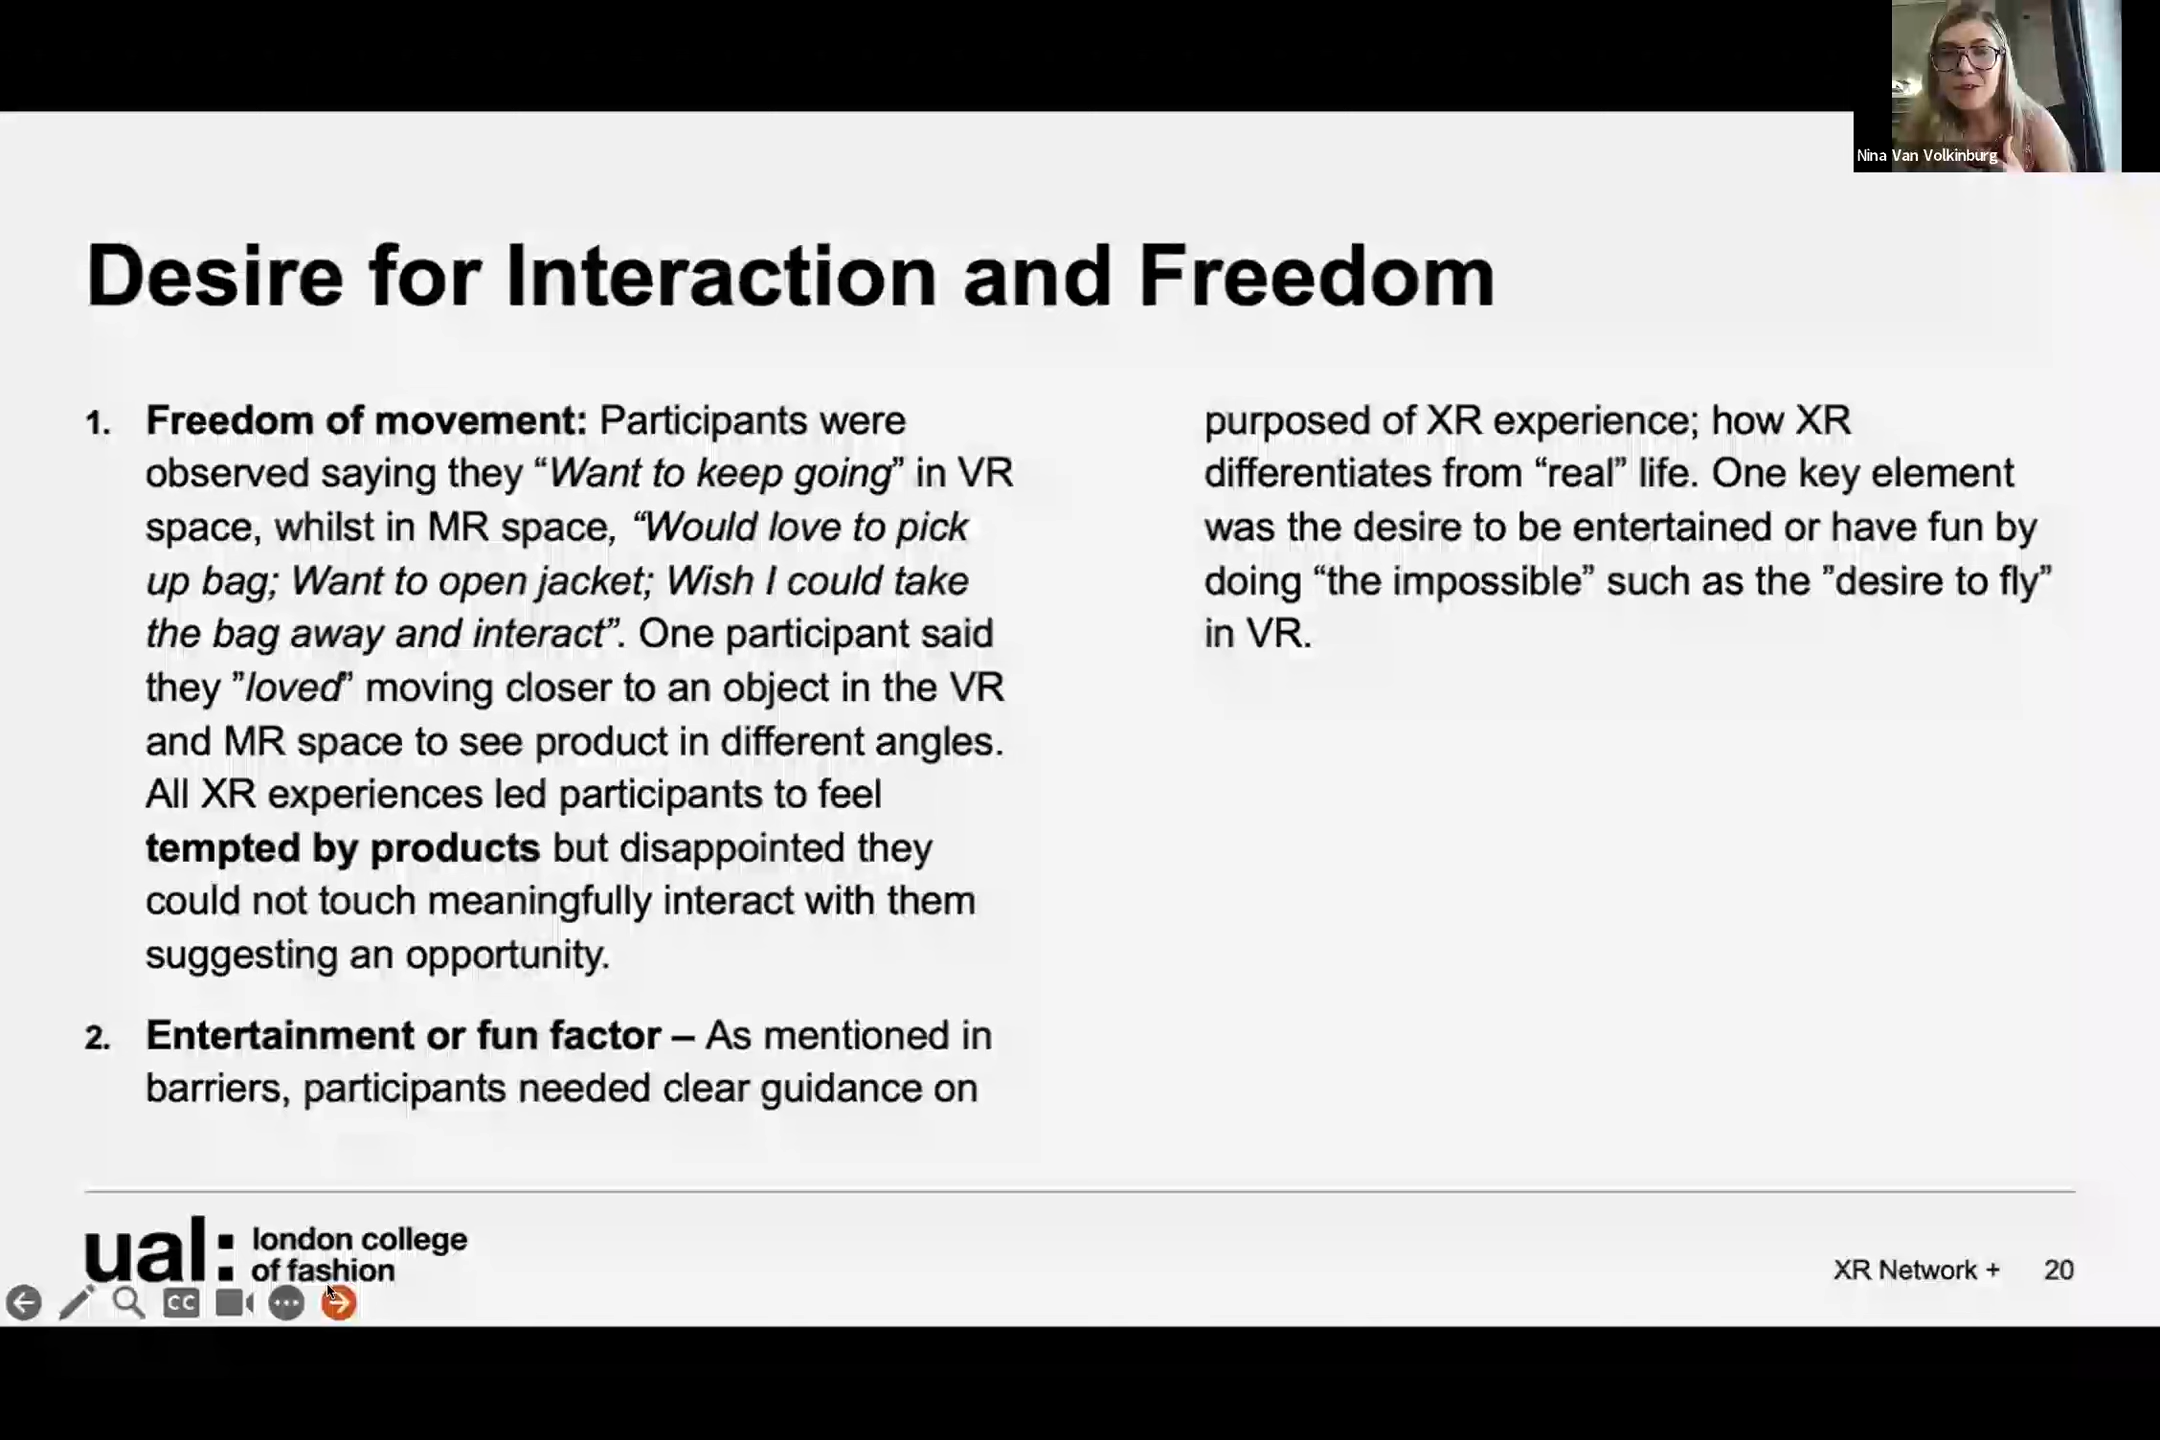 Nina Van Volkinburg
Desire for Interaction and Freedom
1. Freedom of movement: Participants were
observed saying they “Want to keep going” in VR
space, whilst in MR space, “Would love to pick
up bag; Want to open jacket; Wish I could take
the bag away and interact”. One participant said
they ”loved” moving closer to an object in the VR
and MR space to see product in different angles.
All XR experiences led participants to feel
tempted by products but disappointed they
could not touch meaningfully interact with them
suggesting an opportunity.
2. Entertainment or fun factor – As mentioned in
barriers, participants needed clear guidance on
purposed of XR experience; how XR
differentiates from “real” life. One key element
was the desire to be entertained or have fun by
doing “the impossible” such as the ”desire to fly”
in VR.
ual: london college
of fashion
CC
XR Network + 20